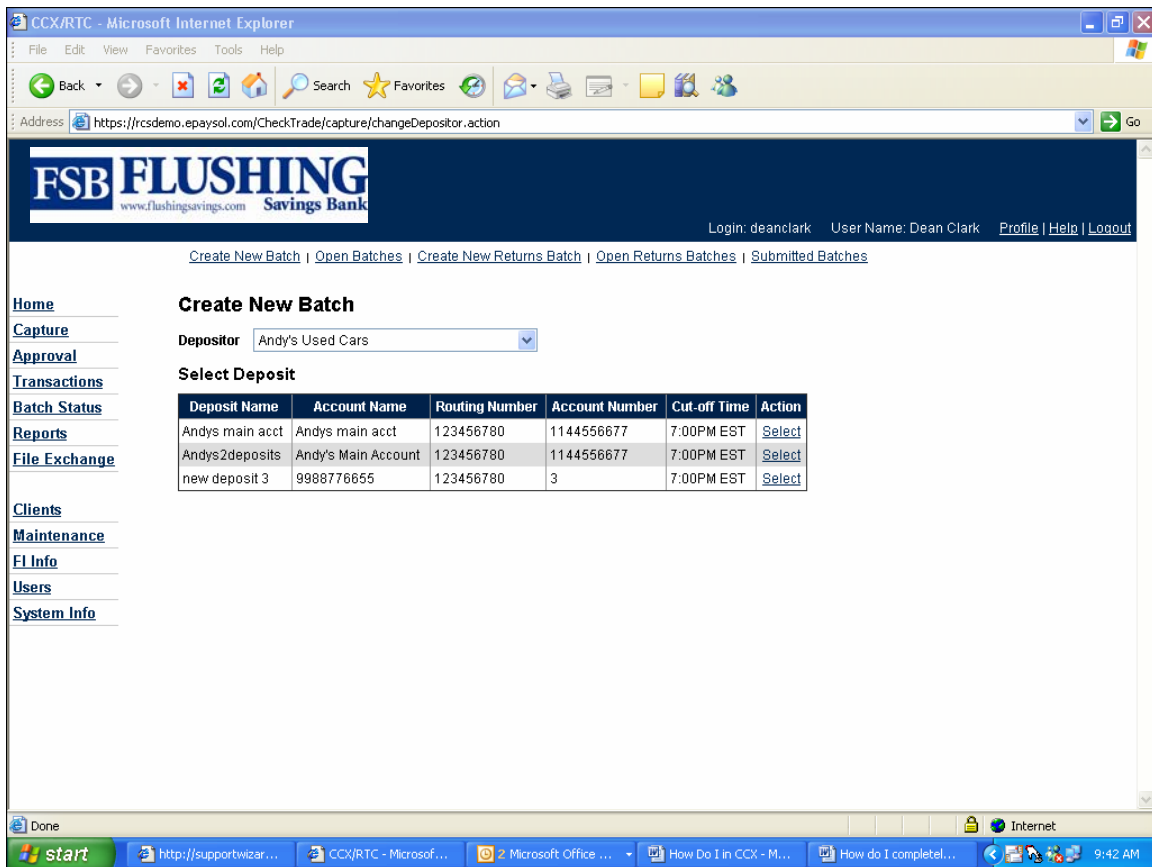 CCX/RTC - Microsoft Internet Explorer
File Edit View Favorites Tools Help
Back Search Favorites
Address https://rcsdemo.epaysol.com/CheckTrade/capture/changeDepositor.action Go
FSB FLUSHING
www.flushingsavings.com Savings Bank
Login: deanclark User Name: Dean Clark Profile | Help | Logout
Create New Batch | Open Batches | Create New Returns Batch | Open Returns Batches | Submitted Batches
Home
Capture
Approval
Transactions
Batch Status
Reports
File Exchange
Clients
Maintenance
FI Info
Users
System Info
Create New Batch
Depositor Andy's Used Cars
Select Deposit
Deposit Name Account Name Routing Number Account Number Cut-off Time Action
Andys main acct Andys main acct 123456780 1144556677 7:00PM EST Select
Andys2deposits Andy's Main Account 123456780 1144556677 7:00PM EST Select
new deposit 3 9988776655 123456780 3 7:00PM EST Select
Done Internet
start http://supportwizar... CCX/RTC - Microsof... 2 Microsoft Office ... How Do I in CCX - M... How do I completel... 9:42 AM